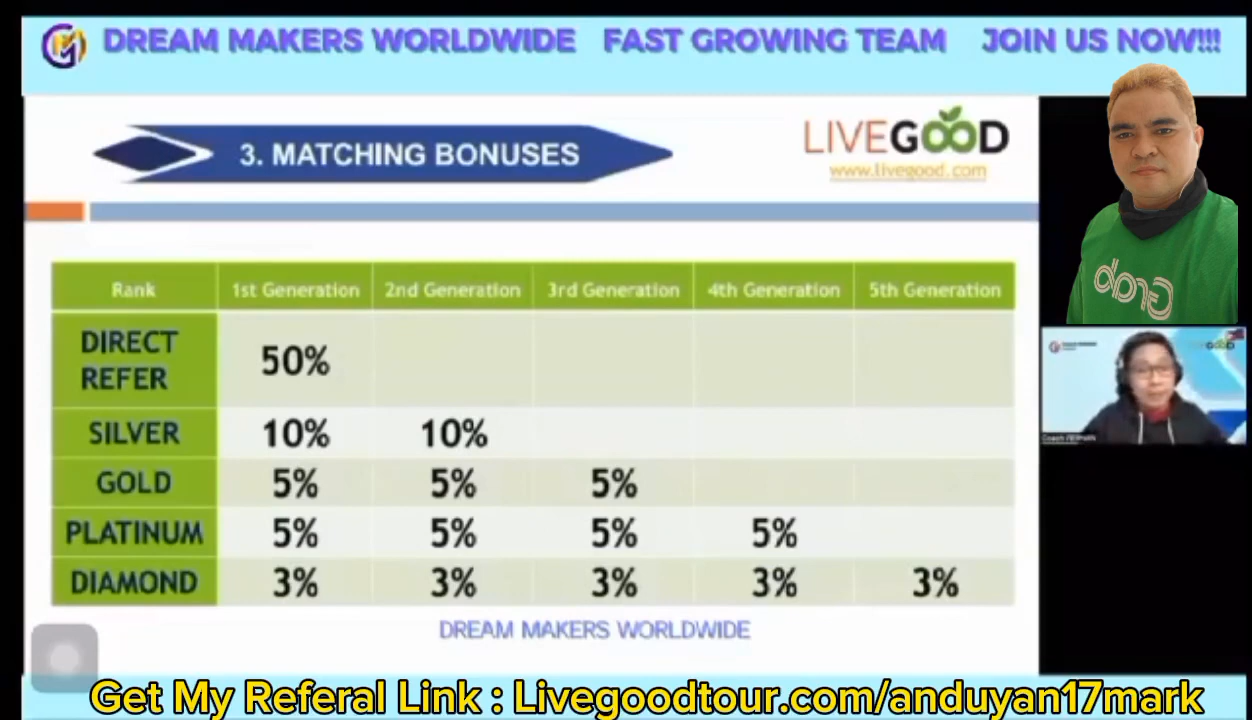 DREAM MAKERS WORLDWIDE FAST GROWING TEAM JOIN US NOW!!!
3. MATCHING BONUSES
LIVEGOOD
www.livegood.com
Rank 1st Generation 2nd Generation 3rd Generation 4th Generation 5th Generation
DIRECT REFER 50%
SILVER 10% 10%
GOLD 5% 5% 5%
PLATINUM 5% 5% 5% 5%
DIAMOND 3% 3% 3% 3% 3%
DREAM MAKERS WORLDWIDE
Grab
Get My Referal Link : Livegoodtour.com/anduyan17mark